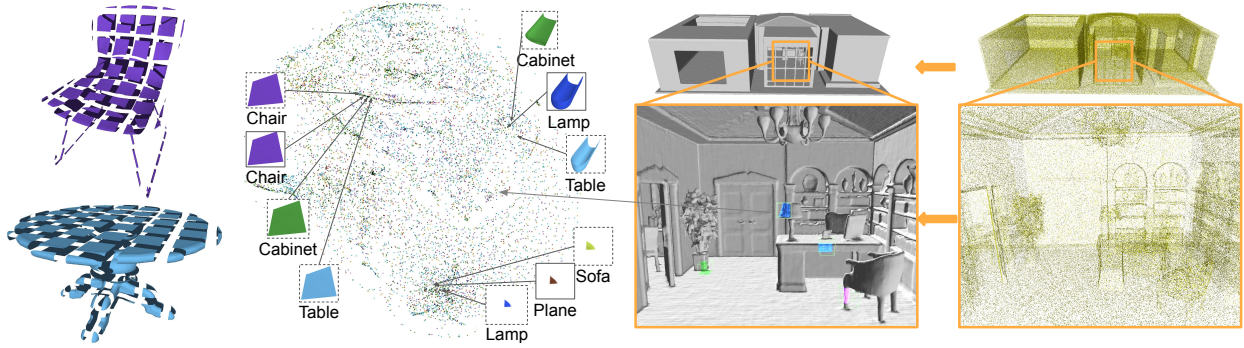 Cabinet
Lamp
Table
Chair
Chair
Cabinet
Table
Sofa
Plane
Lamp